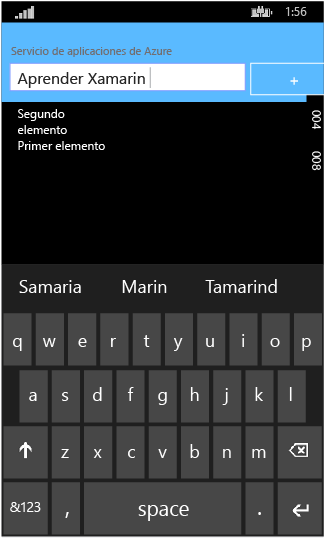 1:56
Servicio de aplicaciones de Azure
Aprender Xamarin
+
Segundo
elemento
Primer elemento
004
008
Samaria Marin Tamarind
q w e r t y u i o p
a s d f g h j k l
z x c v b n m
&123 , space .